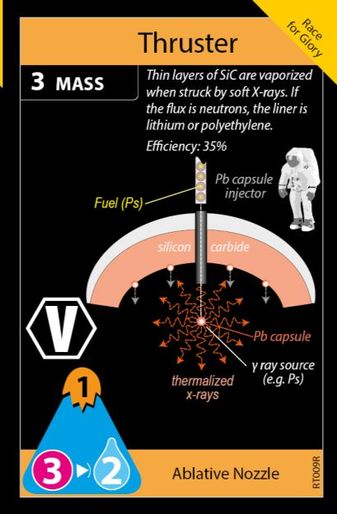 Race
for Glory
Thruster
3 MASS
Thin layers of SiC are vaporized
when struck by soft X-rays. If
the flux is neutrons, the liner is
lithium or polyethylene.
Efficiency: 35%
Pb capsule
injector
Fuel (Ps)
silicon carbide
Pb capsule
γ ray source
(e.g. Ps)
thermalized
x-rays
V
1
3 2
Ablative Nozzle
RT009R